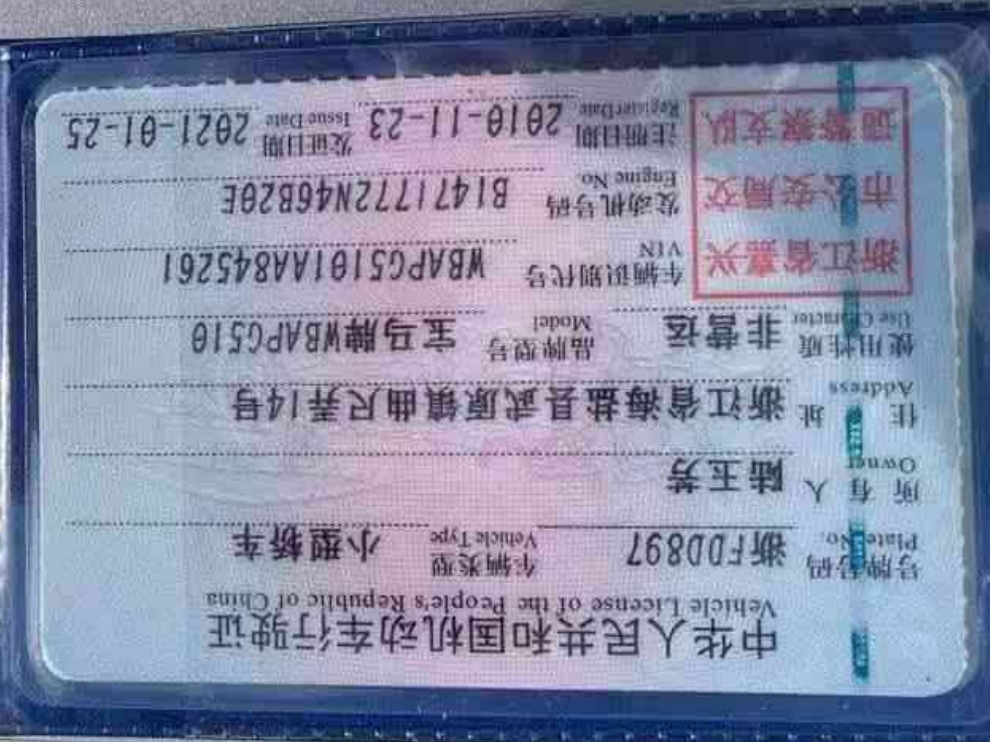 中华人民共和国机动车行驶证
Vehicle License of the People's Republic of China
号牌号码 浙FDD897 车辆类型 小型轿车
Plate No. Vehicle Type
所有人 陆玉芳
Owner
住址 浙江省海盐县武原镇曲尺弄14号
Address
使用性质 非营运 品牌型号 宝马牌WBAPG510
Use Character Model
浙江省嘉兴
市公安局交
通警察支队
车辆识别代号 WBAPG5101AA845261
VIN
发动机号码 B1471772N46B20E
Engine No.
注册日期 2010-11-23 发证日期 2021-01-25
Register Date Issue Date